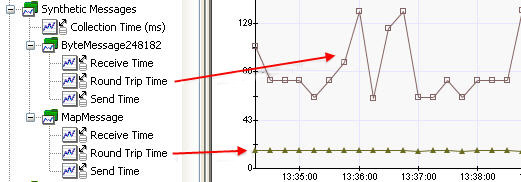 Synthetic Messages
Collection Time (ms)
ByteMessage248182
Receive Time
Round Trip Time
Send Time
MapMessage
Receive Time
Round Trip Time
Send Time
129
86
43
0
13:35:00
13:36:00
13:37:00
13:38:00